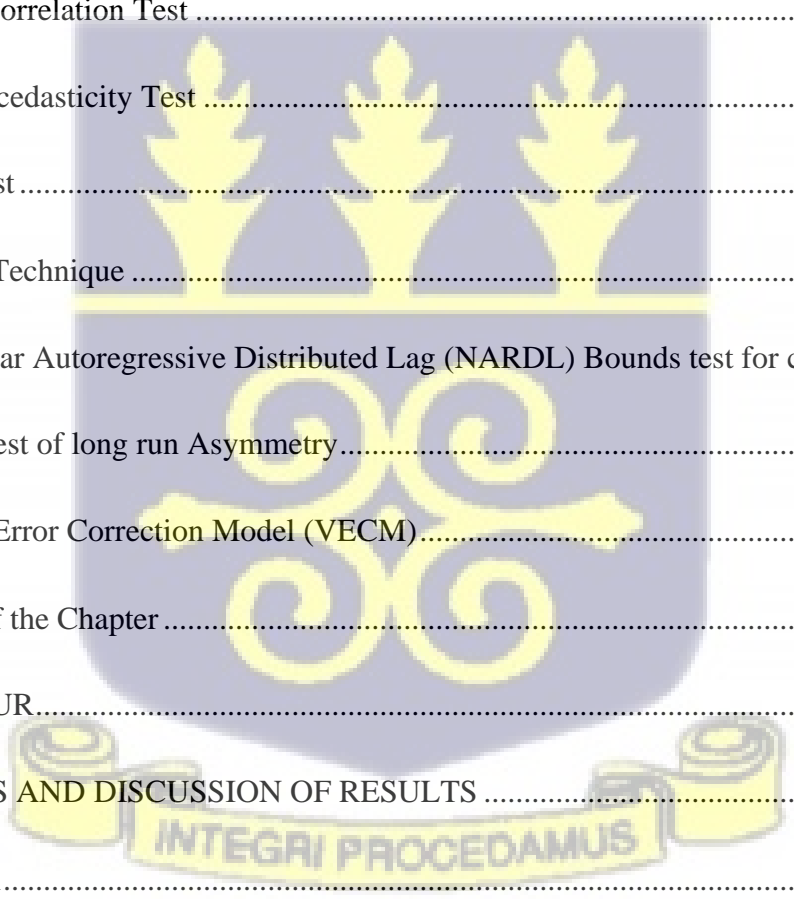 orrelation Test ........................................................................
cedasticity Test .......................................................................
st ...............................................................................................
Technique ................................................................................
ar Autoregressive Distributed Lag (NARDL) Bounds test for c
est of long run Asymmetry.......................................................
Error Correction Model (VECM)..............................................
f the Chapter ............................................................................
UR.............................................................................................
S AND DISCUSSION OF RESULTS .......................................
INTEGRI PROCEDAMUS
..................................................................................................